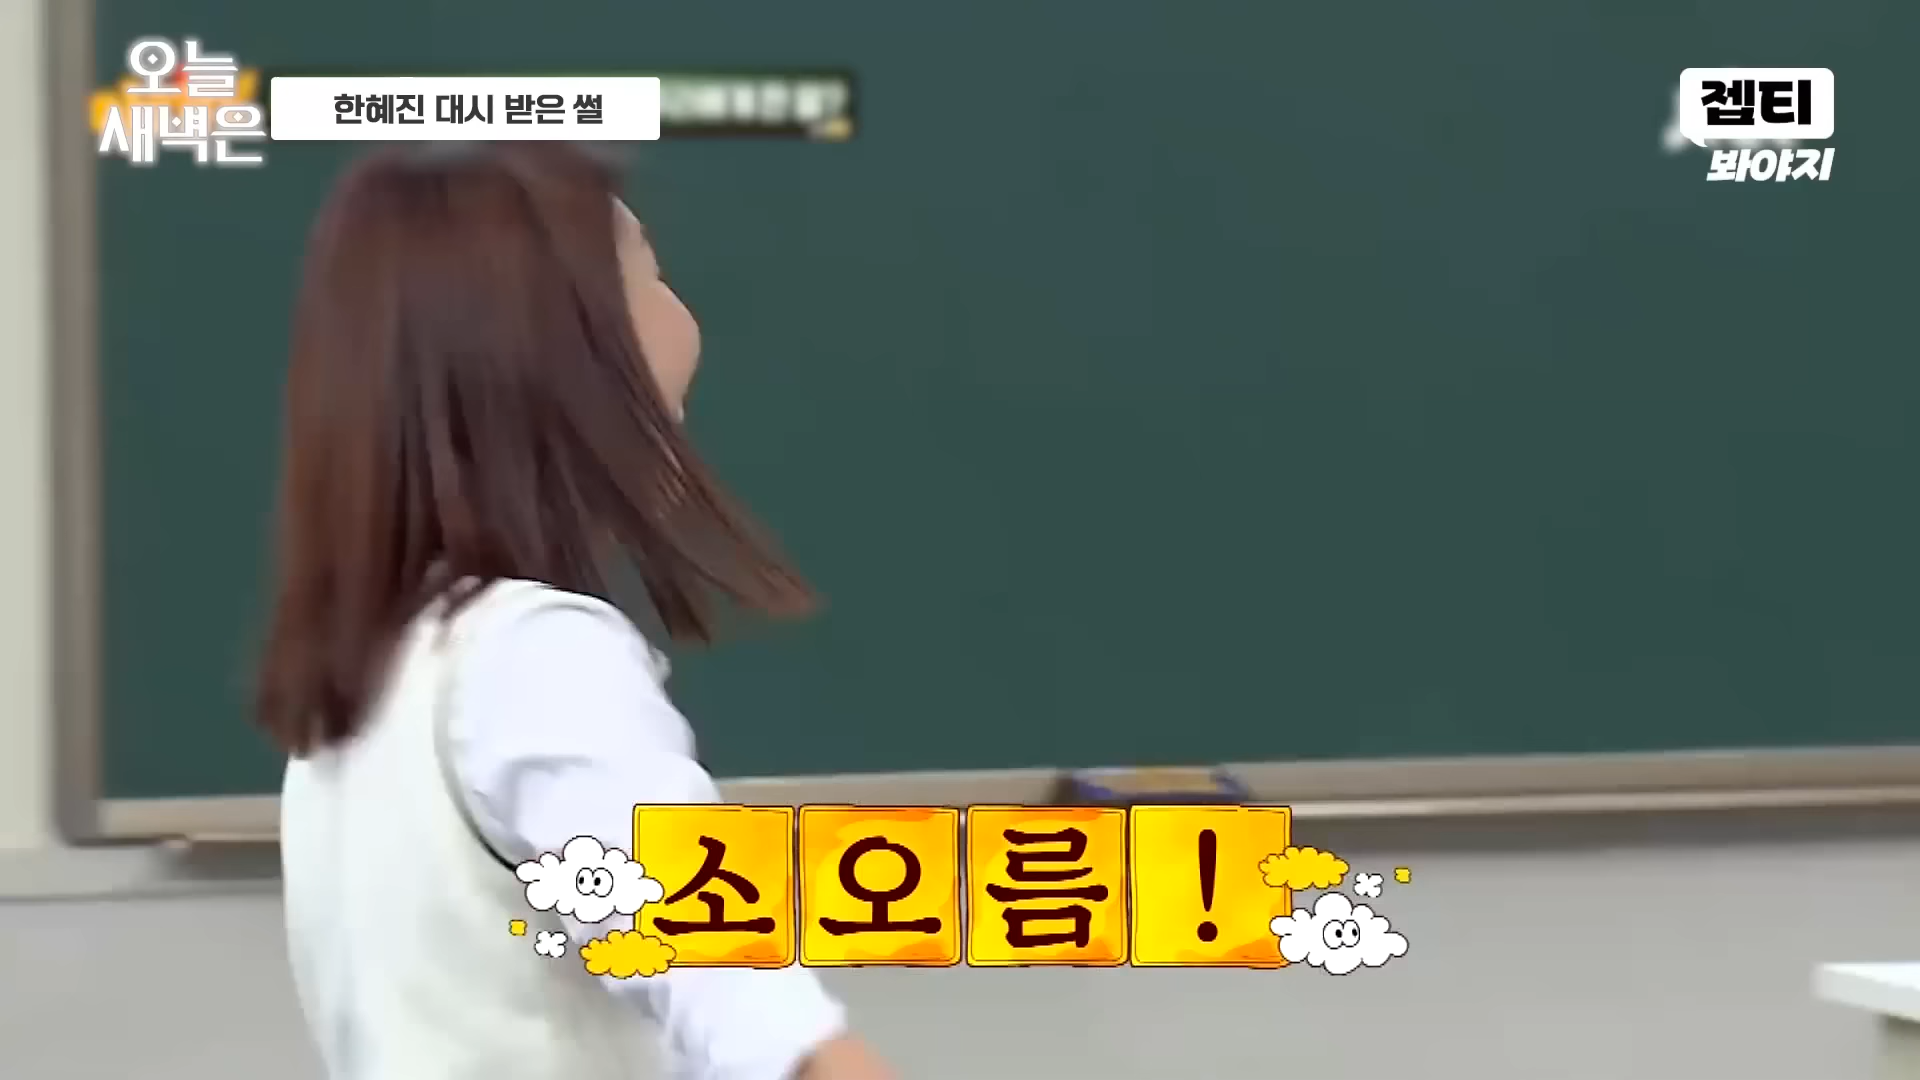 오늘
새벽은
한혜진 대시 받은 썰
젭티
봐야지
소오름!